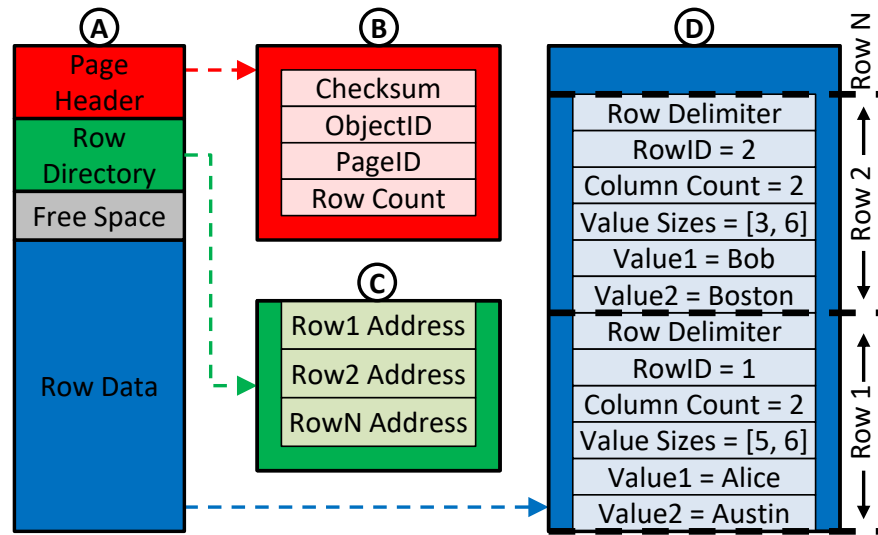 A
Page
Header
Row
Directory
Free Space
Row Data
B
Checksum
ObjectID
PageID
Row Count
C
Row1 Address
Row2 Address
RowN Address
D
Row Delimiter
RowID = 2
Column Count = 2
Value Sizes = [3, 6]
Value1 = Bob
Value2 = Boston
Row Delimiter
RowID = 1
Column Count = 2
Value Sizes = [5, 6]
Value1 = Alice
Value2 = Austin
Row N
Row 2
Row 1